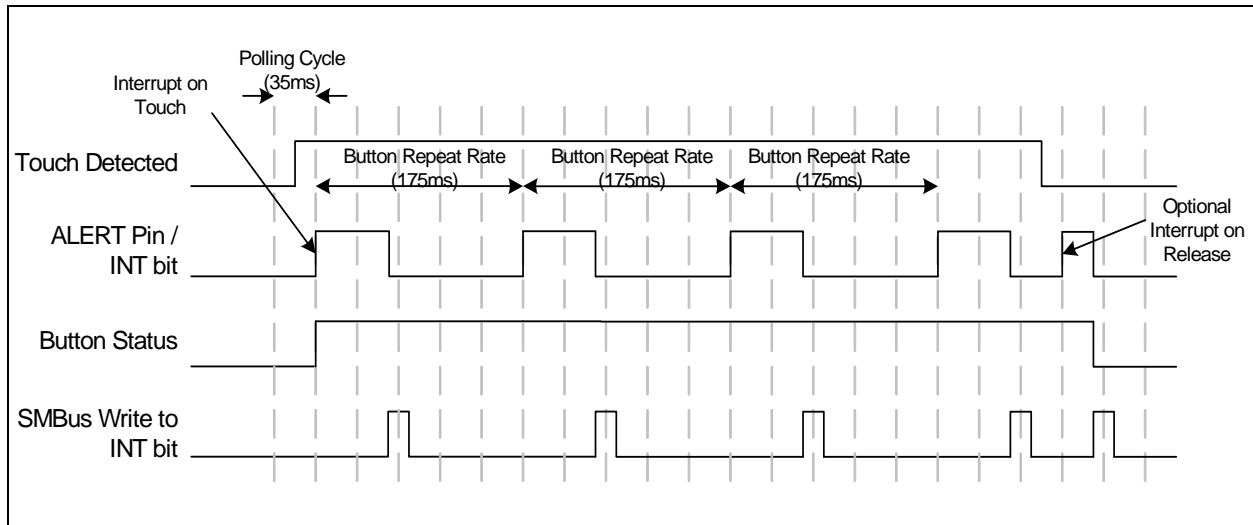 Polling Cycle
(35ms)
Interrupt on
Touch
Touch Detected
Button Repeat Rate
(175ms)
Button Repeat Rate
(175ms)
Button Repeat Rate
(175ms)
ALERT Pin /
INT bit
Optional
Interrupt on
Release
Button Status
SMBus Write to
INT bit